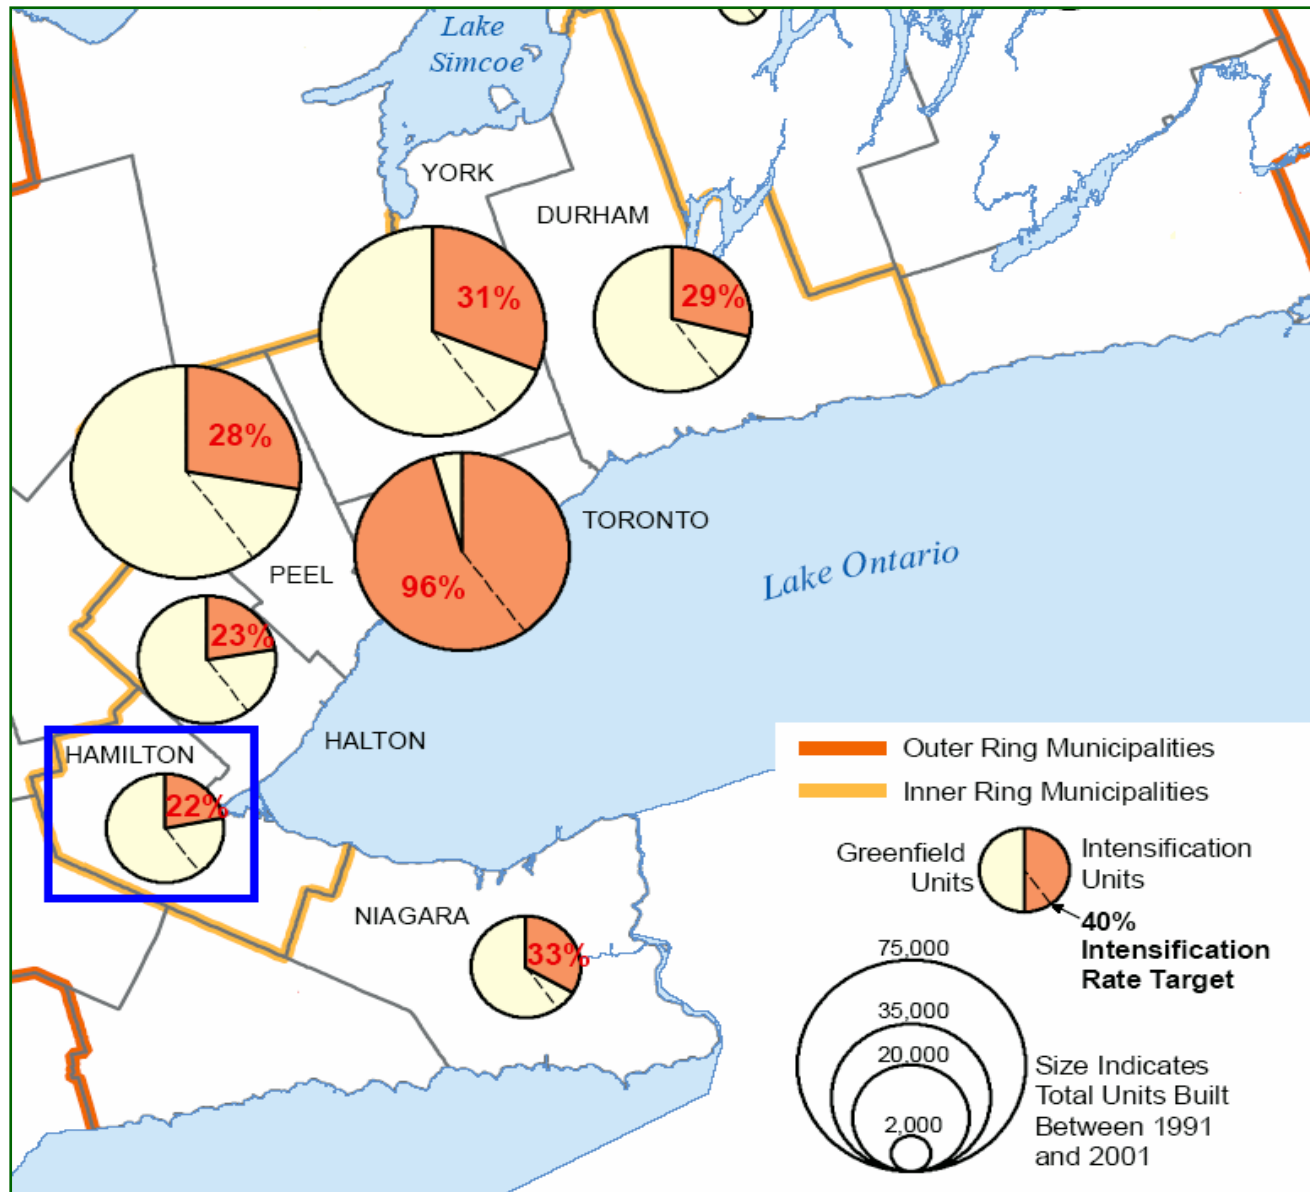 Lake
Simcoe
YORK
DURHAM
31%
29%
28%
TORONTO
96%
PEEL
Lake Ontario
23%
HALTON
HAMILTON
22%
NIAGARA
33%
Outer Ring Municipalities
Inner Ring Municipalities
Greenfield
Units
Intensification
Units
40%
Intensification
Rate Target
75,000
35,000
20,000
2,000
Size Indicates
Total Units Built
Between 1991
and 2001